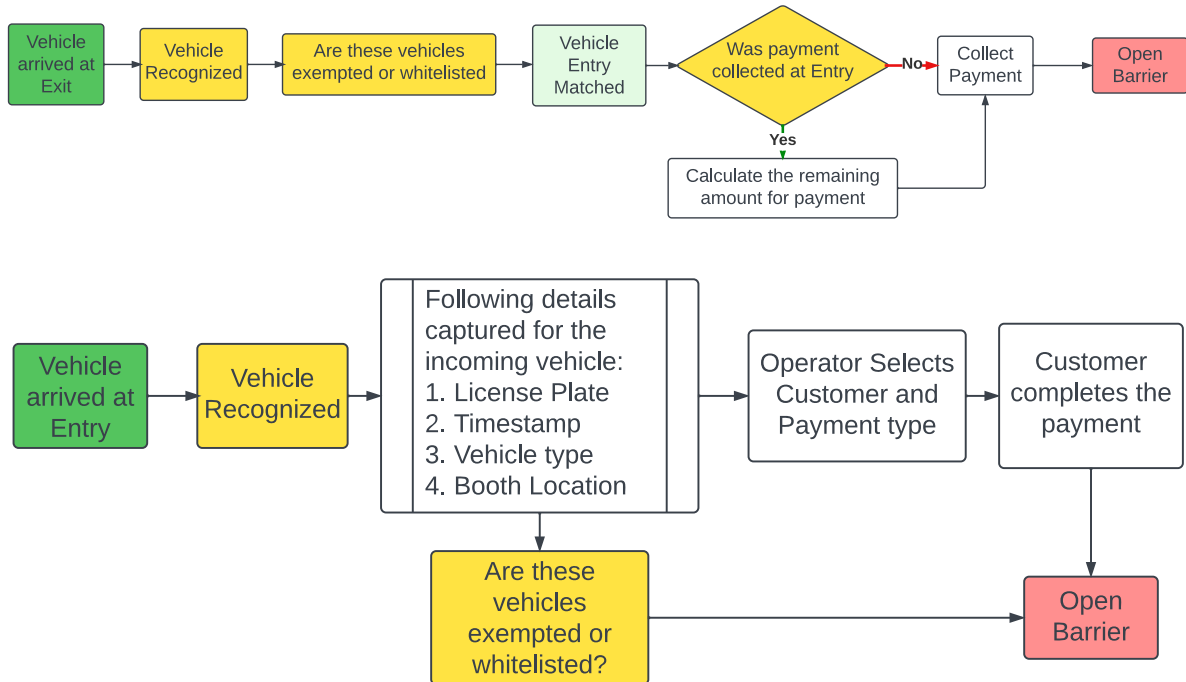 Vehicle
arrived at
Exit
Vehicle
Recognized
Are these vehicles
exempted or whitelisted
Vehicle
Entry
Matched
Was payment
collected at Entry
No
Collect
Payment
Open
Barrier
Yes
Calculate the remaining
amount for payment
Vehicle
arrived at
Entry
Vehicle
Recognized
Following details
captured for the
incoming vehicle:
1. License Plate
2. Timestamp
3. Vehicle type
4. Booth Location
Operator Selects
Customer and
Payment type
Customer
completes the
payment
Are these
vehicles
exempted or
whitelisted?
Open
Barrier